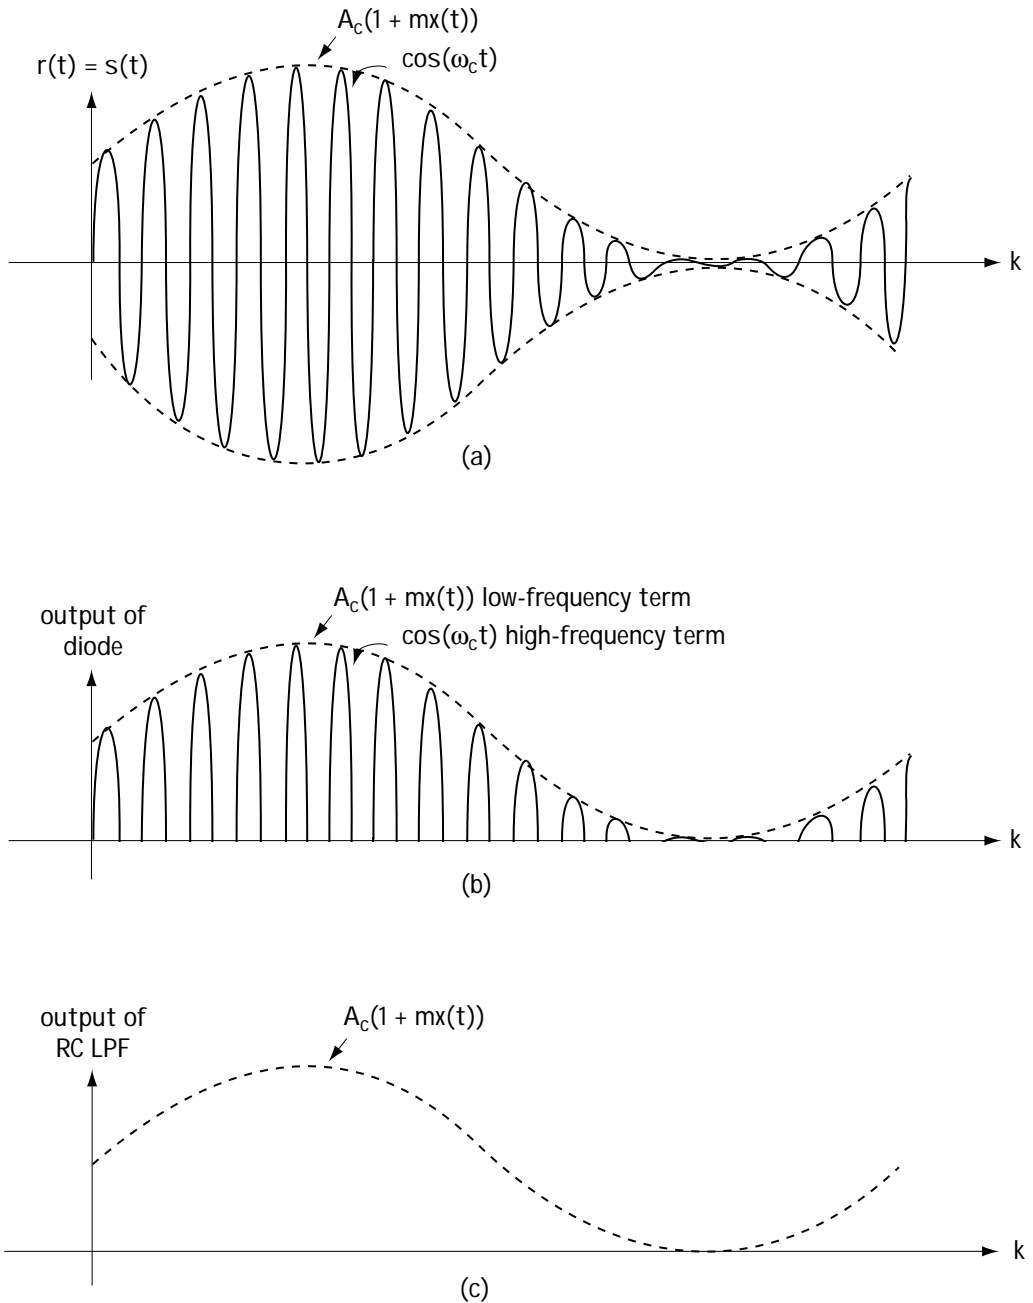 A_c(1 + mx(t))
cos(ω_ct)
r(t) = s(t)
k
(a)
A_c(1 + mx(t)) low-frequency term
cos(ω_ct) high-frequency term
output of
diode
k
(b)
A_c(1 + mx(t))
output of
RC LPF
k
(c)